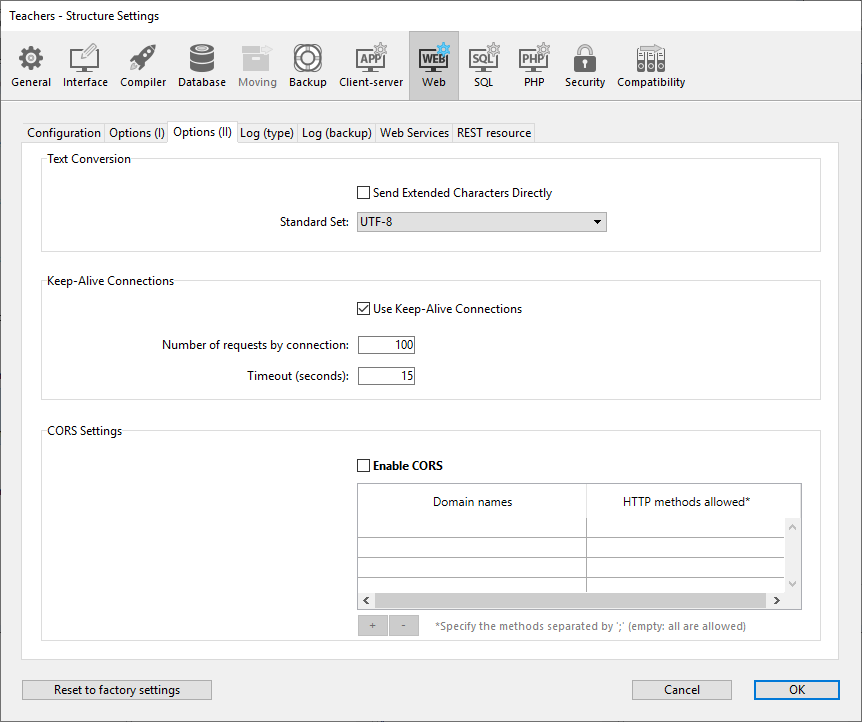 Teachers - Structure Settings
APP WEB SQL PHP
General Interface Compiler Database Moving Backup Client-server Web SQL PHP Security Compatibility
Configuration Options (I) Options (II) Log (type) Log (backup) Web Services REST resource
Text Conversion
Send Extended Characters Directly
Standard Set: UTF-8
Keep-Alive Connections
Use Keep-Alive Connections
Number of requests by connection: 100
Timeout (seconds): 15
CORS Settings
Enable CORS
Domain names HTTP methods allowed*
+ - *Specify the methods separated by ';' (empty: all are allowed)
Reset to factory settings Cancel OK